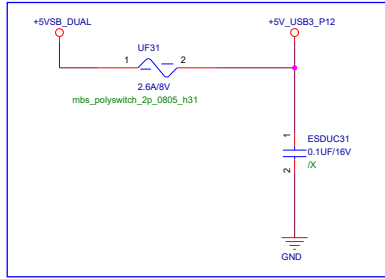 +5VSB_DUAL
+5V_USB3_P12
UF31
1
2
2.6A/8V
mbs_polyswitch_2p_0805_h31
1
ESDUC31
0.1UF/16V
2
/X
GND